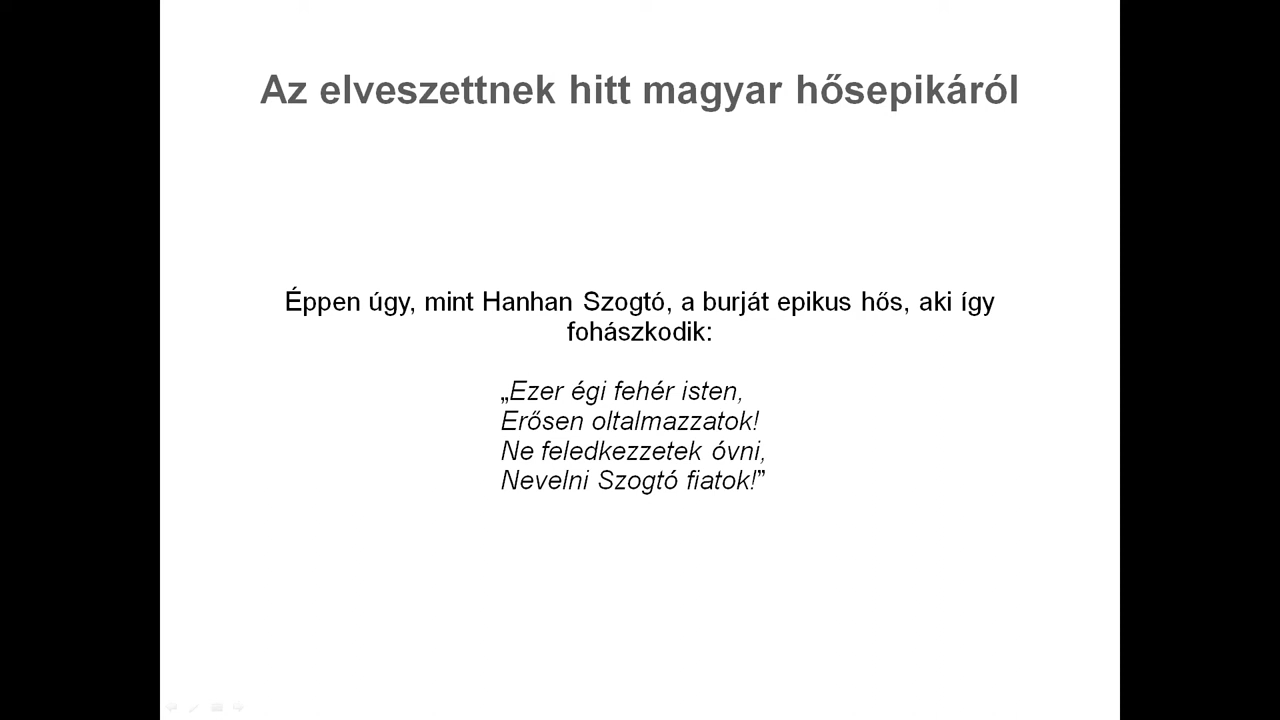 Az elveszettnek hitt magyar hősepikáról
Éppen úgy, mint Hanhan Szogtó, a burját epikus hős, aki így
fohászkodik:
„Ezer égi fehér isten,
Erősen oltalmazzatok!
Ne feledkezzetek óvni,
Nevelni Szogtó fiatok!”